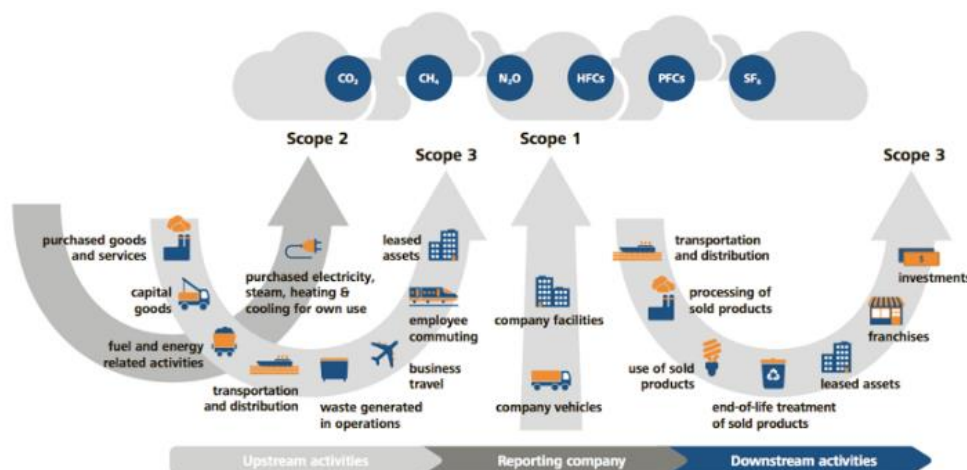 CO₂
CH₄
N₂O
HFCs
PFCs
SF₆
Scope 2
Scope 3
Scope 1
Scope 3
purchased goods
and services
capital
goods
fuel and energy
related activities
transportation
and distribution
waste generated
in operations
business
travel
employee
commuting
leased
assets
purchased electricity,
steam, heating &
cooling for own use
company facilities
company vehicles
transportation
and distribution
processing of
sold products
use of sold
products
end-of-life treatment
of sold products
leased assets
franchises
investments
$
Upstream activities
Reporting company
Downstream activities